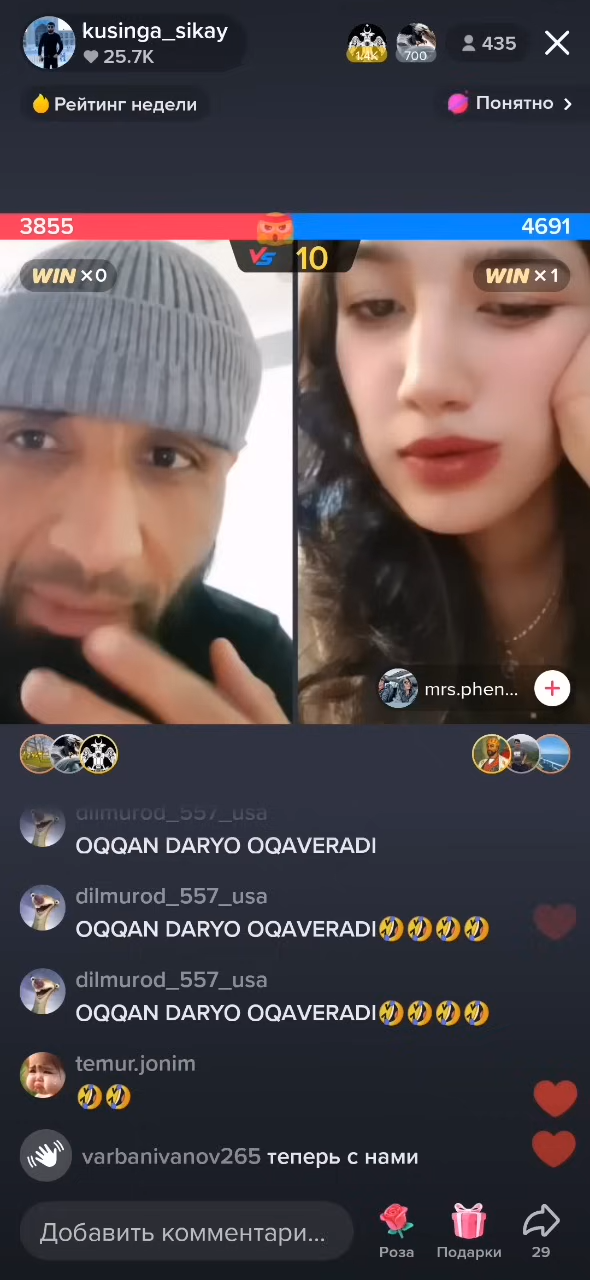 kusinga_sikay
25.7K
1.4K
700
435
Рейтинг недели
Понятно
3855
4691
WIN ×0
VS
10
WIN ×1
mrs.phen...
dilmurod_557_usa
OQQAN DARYO OQAVERADI
dilmurod_557_usa
OQQAN DARYO OQAVERADI🤣🤣🤣🤣
dilmurod_557_usa
OQQAN DARYO OQAVERADI🤣🤣🤣🤣
temur.jonim
🤣🤣
varbanivanov265 теперь с нами
Добавить комментари...
Роза
Подарки
29